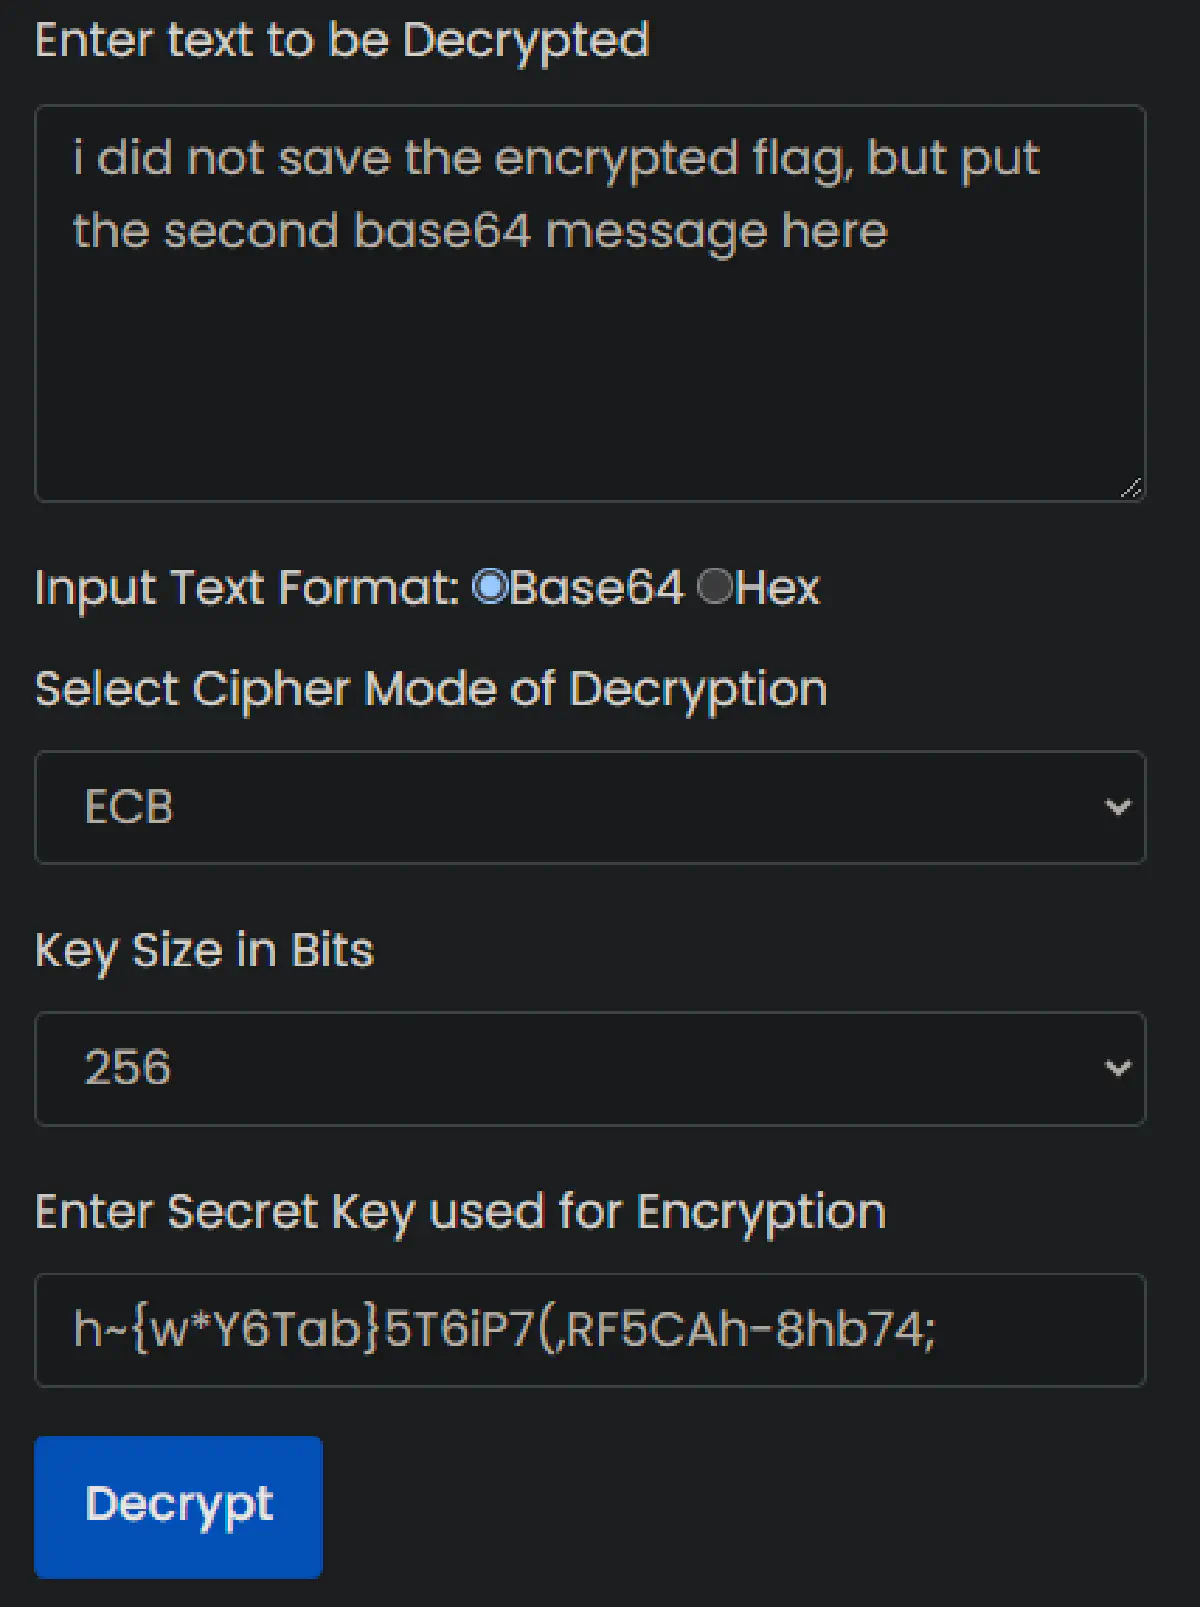 Enter text to be Decrypted
i did not save the encrypted flag, but put
the second base64 message here
Input Text Format: Base64 Hex
Select Cipher Mode of Decryption
ECB
Key Size in Bits
256
Enter Secret Key used for Encryption
h~{w*Y6Tab}5T6iP7(,RF5CAh-8hb74;
Decrypt